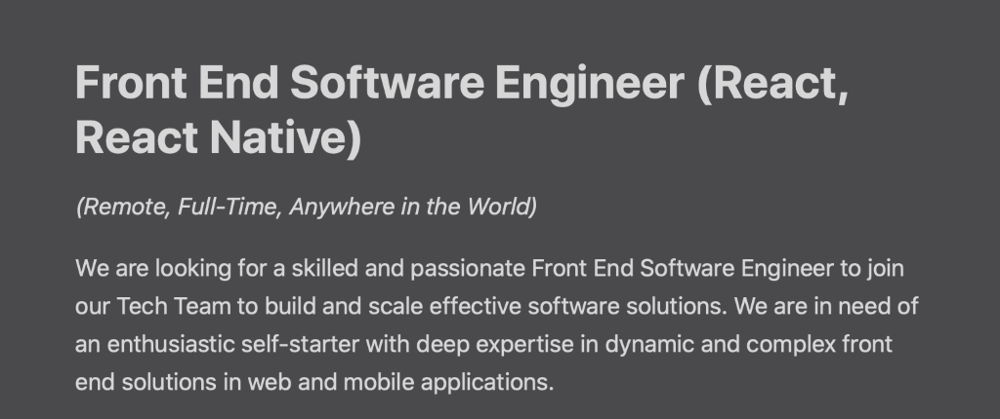 Front End Software Engineer (React,
React Native)
(Remote, Full-Time, Anywhere in the World)
We are looking for a skilled and passionate Front End Software Engineer to join
our Tech Team to build and scale effective software solutions. We are in need of
an enthusiastic self-starter with deep expertise in dynamic and complex front
end solutions in web and mobile applications.